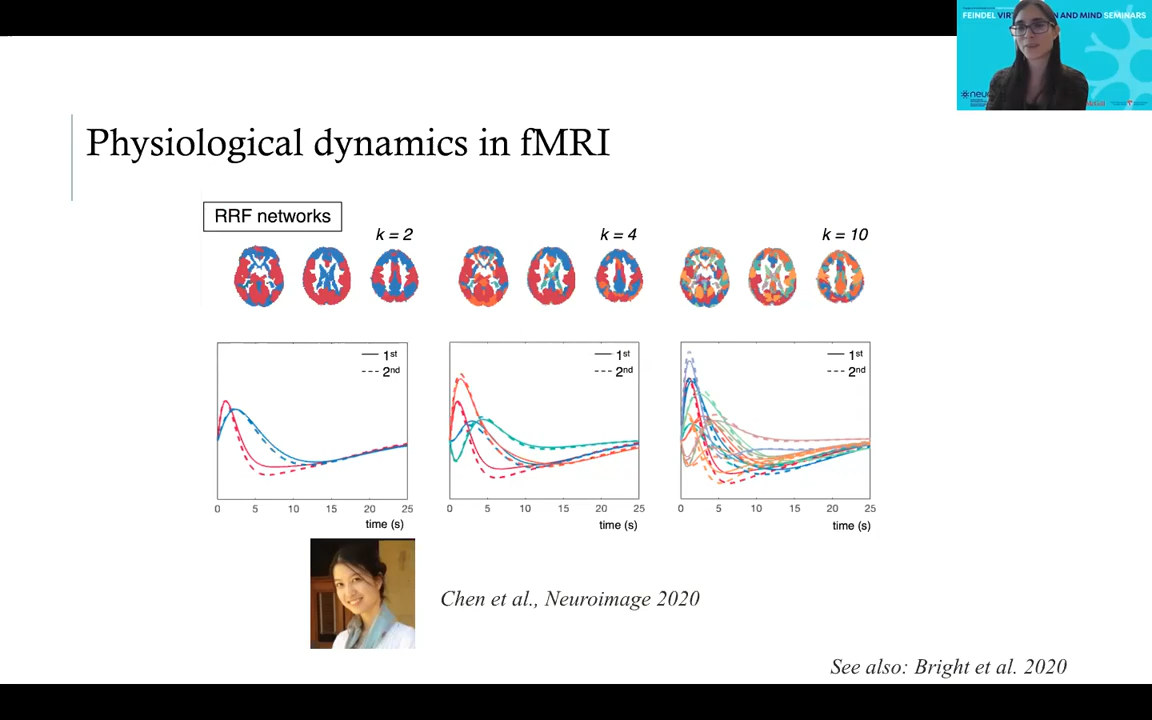 FEINDEL VIRT
N AND MIND SEMINARS
neu
Physiological dynamics in fMRI
RRF networks
k = 2
k = 4
k = 10
1st
2nd
1st
2nd
1st
2nd
0 5 10 15 20 25
0 5 10 15 20 25
0 5 10 15 20 25
time (s)
time (s)
time (s)
Chen et al., Neuroimage 2020
See also: Bright et al. 2020